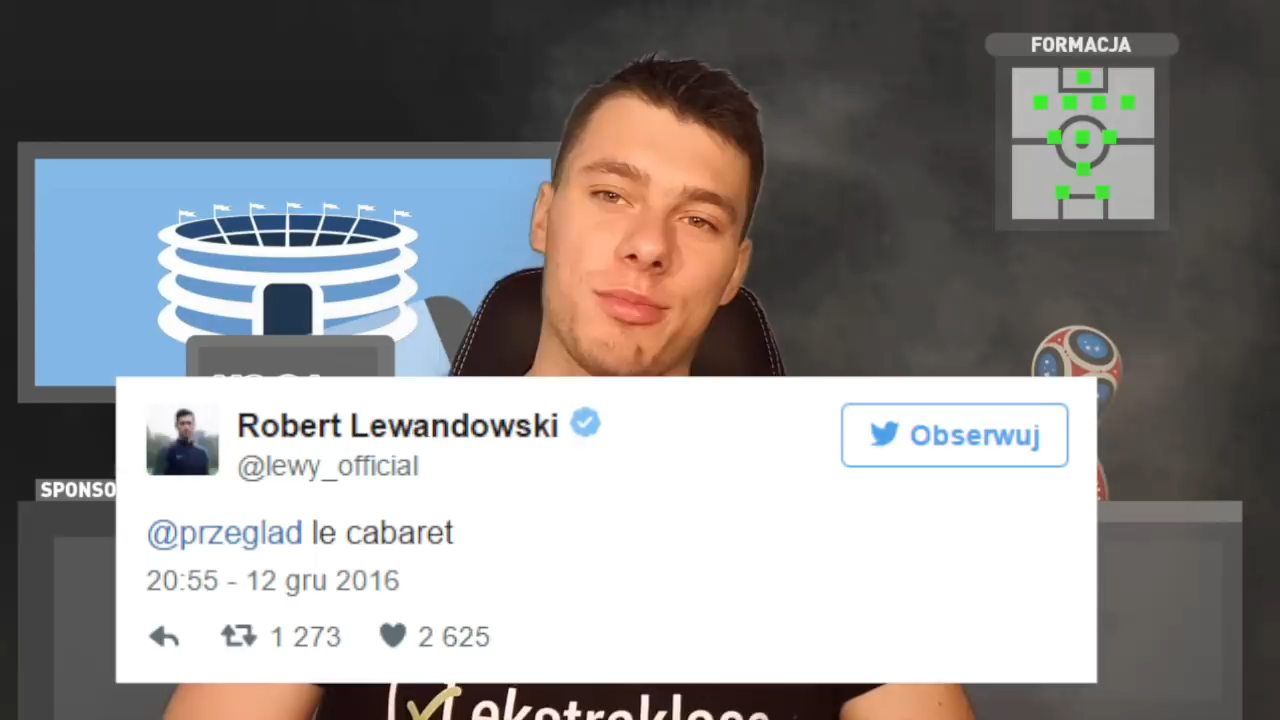 FORMACJA
Robert Lewandowski
@lewy_official
Obserwuj
SPONSO
@przeglad le cabaret
20:55 - 12 gru 2016
1 273
2 625